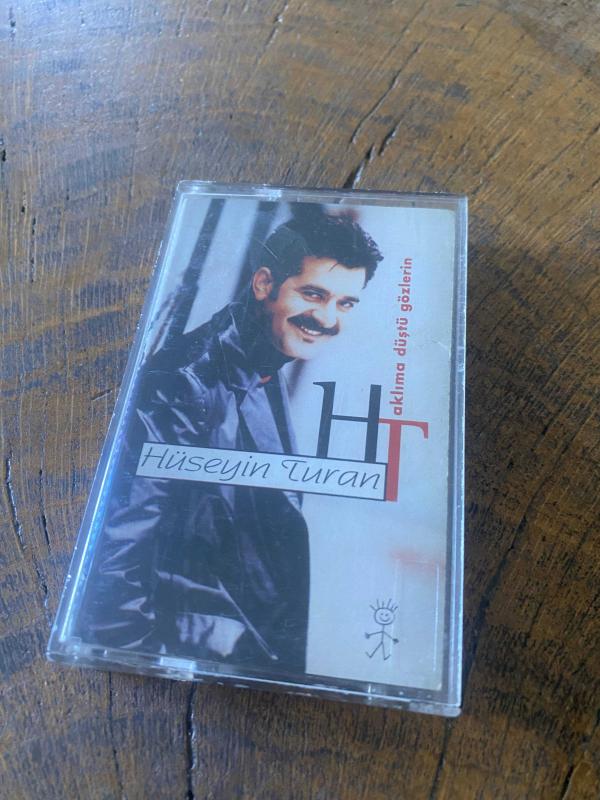 aklıma düştü gözlerin
HT
Hüseyin Turan